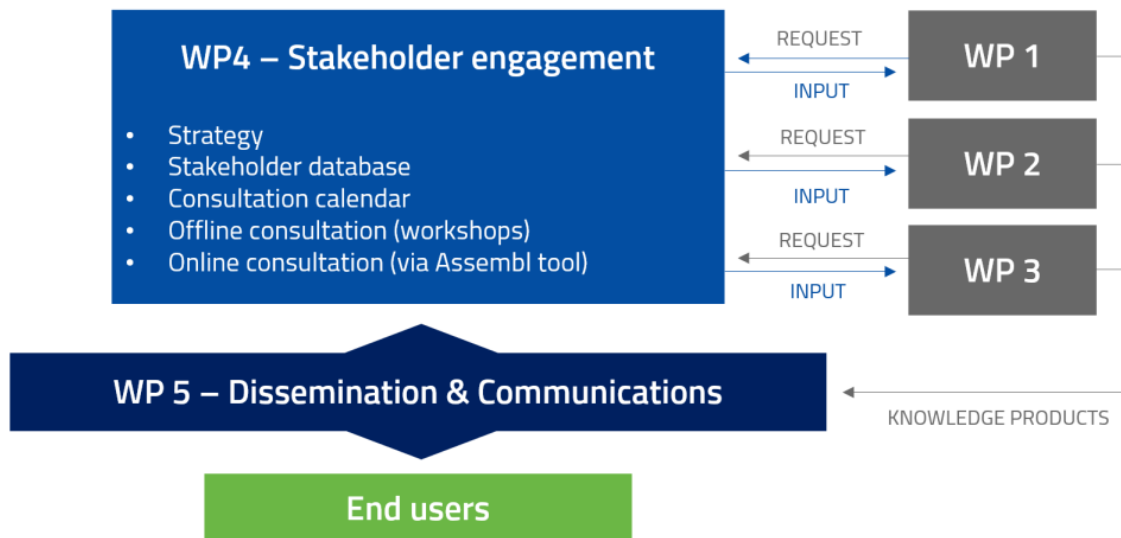 WP4 – Stakeholder engagement
• Strategy
• Stakeholder database
• Consultation calendar
• Offline consultation (workshops)
• Online consultation (via Assembl tool)
REQUEST
INPUT
WP 1
REQUEST
INPUT
WP 2
REQUEST
INPUT
WP 3
WP 5 – Dissemination & Communications
KNOWLEDGE PRODUCTS
End users